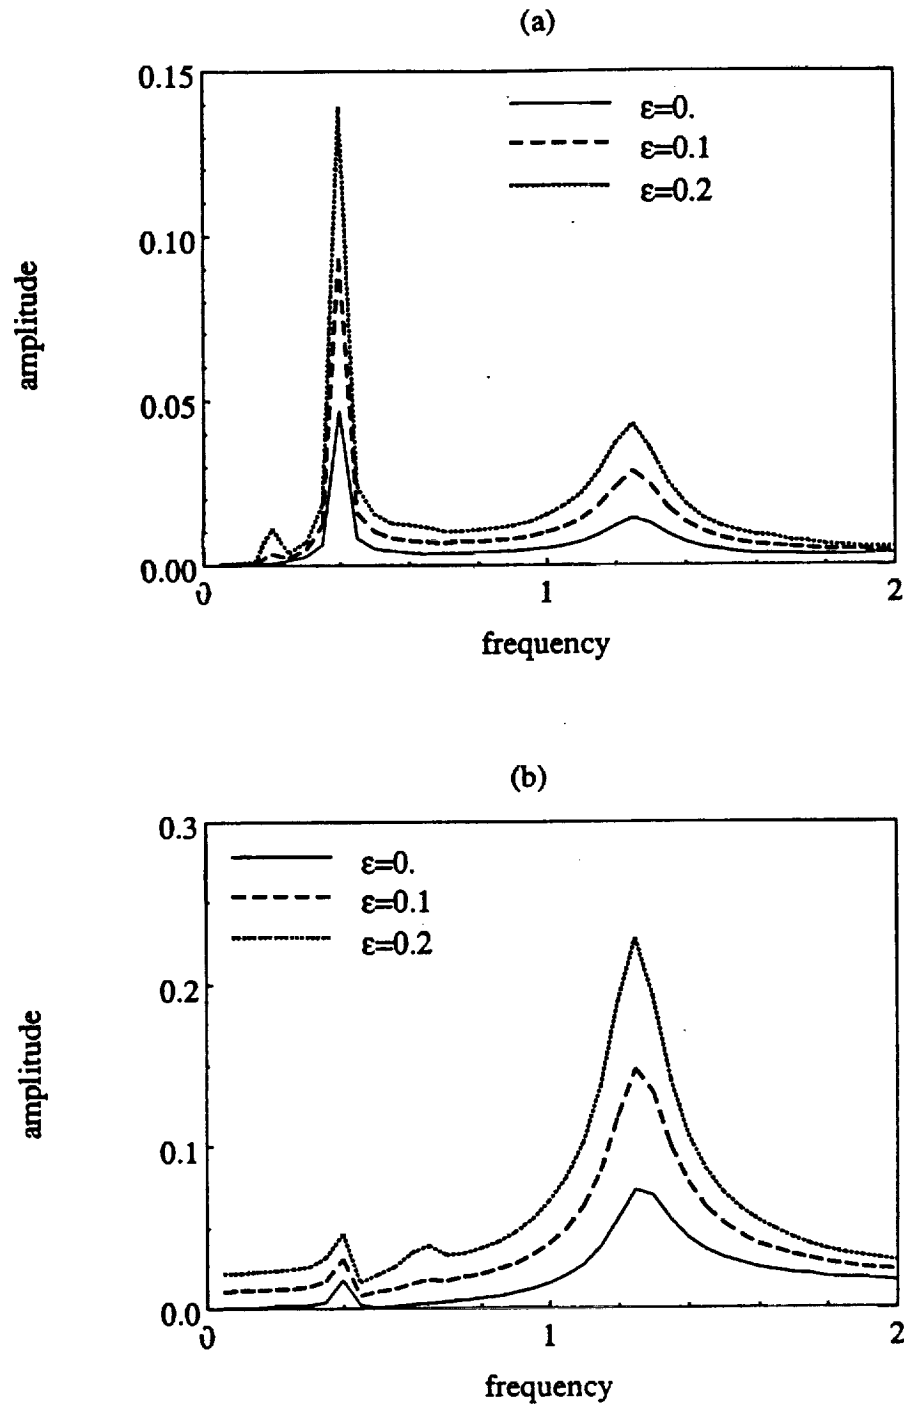 (a)
0.15
ε=0.
ε=0.1
ε=0.2
0.10
amplitude
0.05
0.00
0 1 2
frequency
(b)
0.3
ε=0.
ε=0.1
ε=0.2
0.2
amplitude
0.1
0.0
0 1 2
frequency